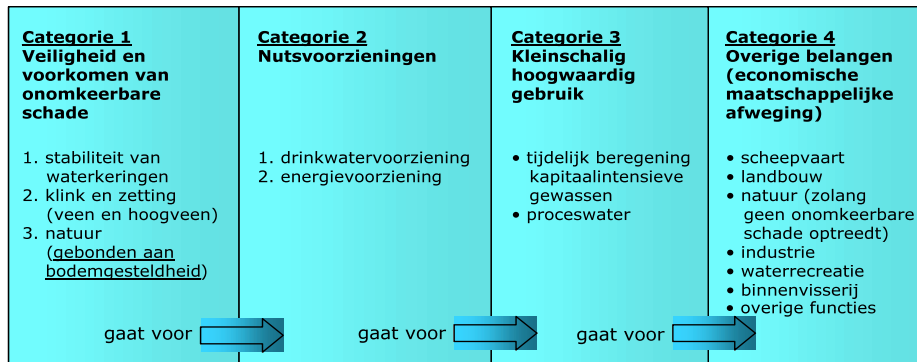 Categorie 1
Veiligheid en
voorkomen van
onomkeerbare
schade
1. stabiliteit van
waterkeringen
2. klink en zetting
(veen en hoogveen)
3. natuur
(gebonden aan
bodemgesteldheid)
gaat voor
Categorie 2
Nutsvoorzieningen
1. drinkwatervoorziening
2. energievoorziening
gaat voor
Categorie 3
Kleinschalig
hoogwaardig
gebruik
• tijdelijk beregening
kapitaalintensieve
gewassen
• proceswater
gaat voor
Categorie 4
Overige belangen
(economische
maatschappelijke
afweging)
• scheepvaart
• landbouw
• natuur (zolang
geen onomkeerbare
schade optreedt)
• industrie
• waterrecreatie
• binnenvisserij
• overige functies